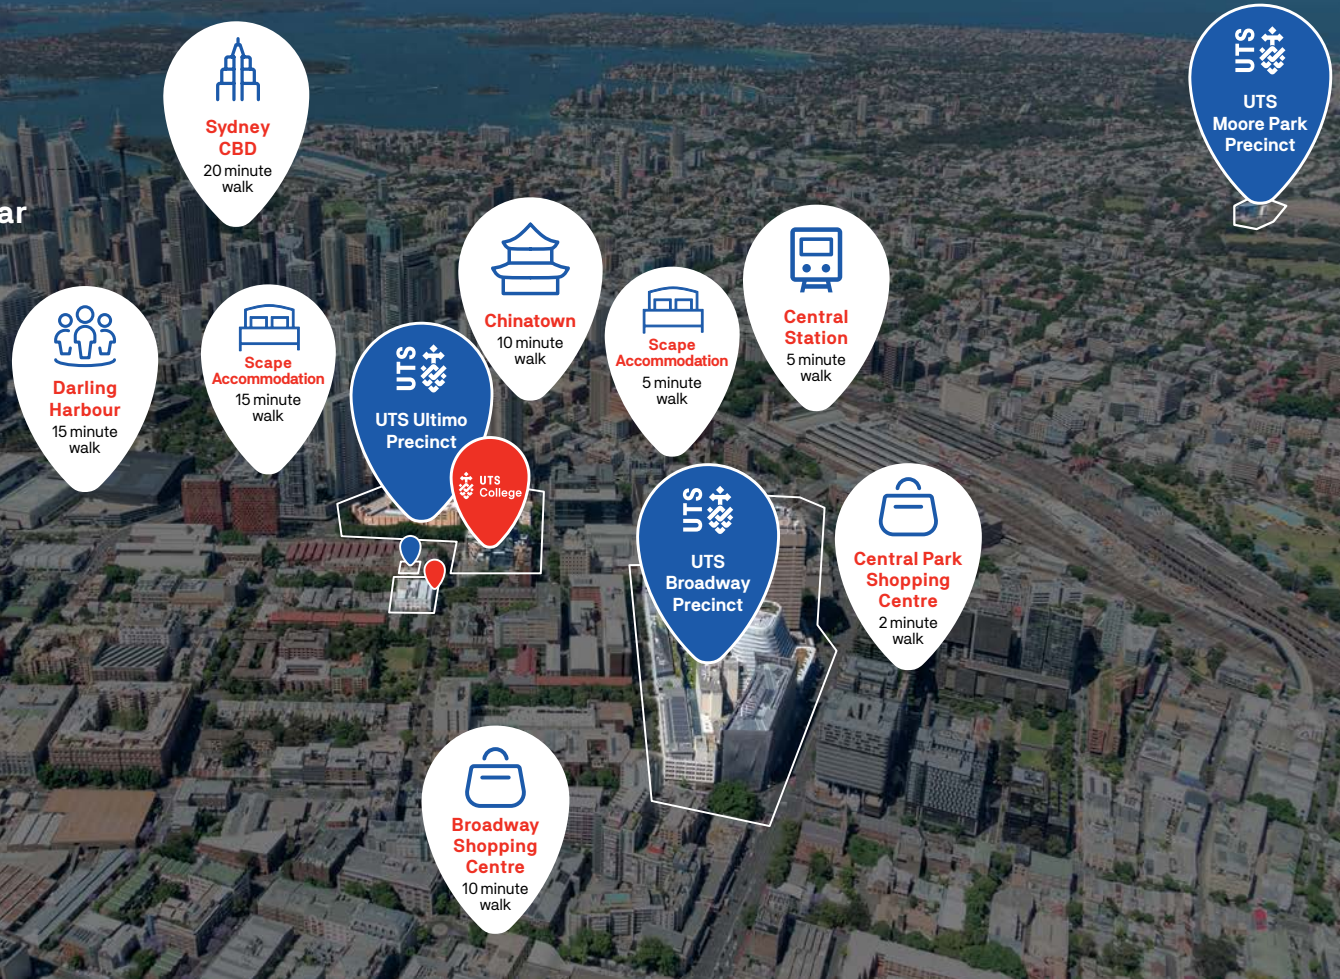 UTS
UTS
Moore Park
Precinct
Sydney
CBD
20 minute
walk
ar
Chinatown
10 minute
walk
Central
Station
5 minute
walk
Scape
Accommodation
5 minute
walk
Darling
Harbour
15 minute
walk
Scape
Accommodation
15 minute
walk
UTS
UTS Ultimo
Precinct
UTS
College
UTS
UTS
Broadway
Precinct
Central Park
Shopping
Centre
2 minute
walk
Broadway
Shopping
Centre
10 minute
walk